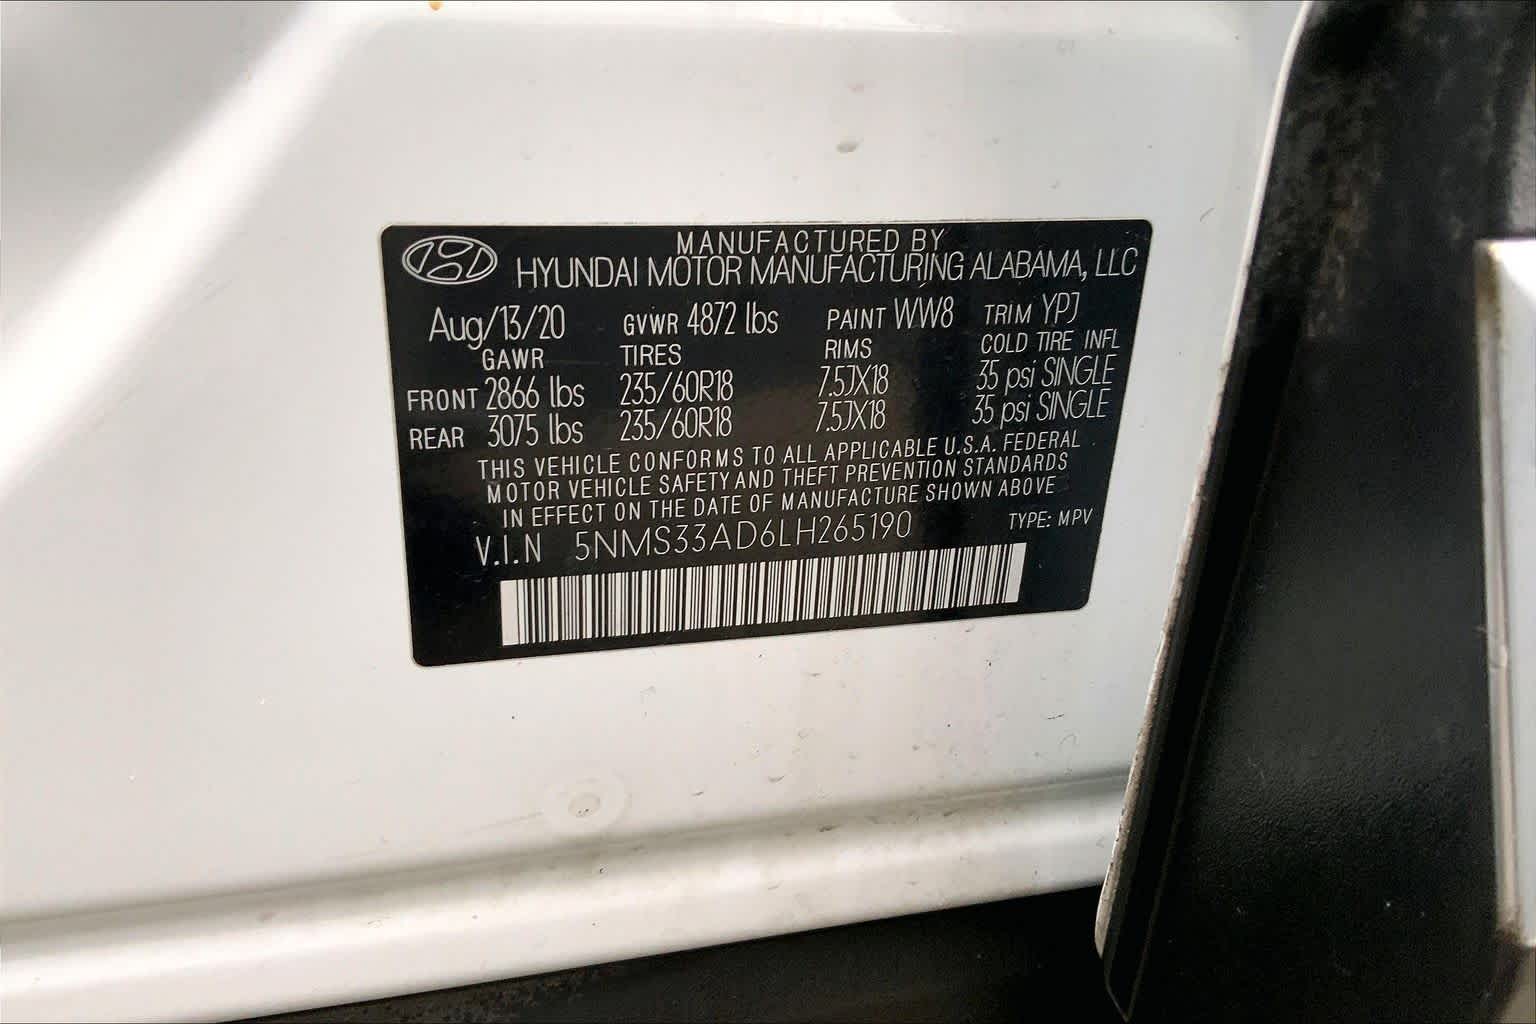 MANUFACTURED BY
HYUNDAI MOTOR MANUFACTURING ALABAMA, LLC
Aug/13/20 GVWR 4872 lbs PAINT WW8 TRIM YPJ
GAWR TIRES RIMS COLD TIRE INFL
FRONT 2866 lbs 235/60R18 7.5JX18 35 psi SINGLE
REAR 3075 lbs 235/60R18 7.5JX18 35 psi SINGLE
THIS VEHICLE CONFORMS TO ALL APPLICABLE U.S.A. FEDERAL
MOTOR VEHICLE SAFETY AND THEFT PREVENTION STANDARDS
IN EFFECT ON THE DATE OF MANUFACTURE SHOWN ABOVE
V.I.N 5NMS33AD6LH265190 TYPE: MPV